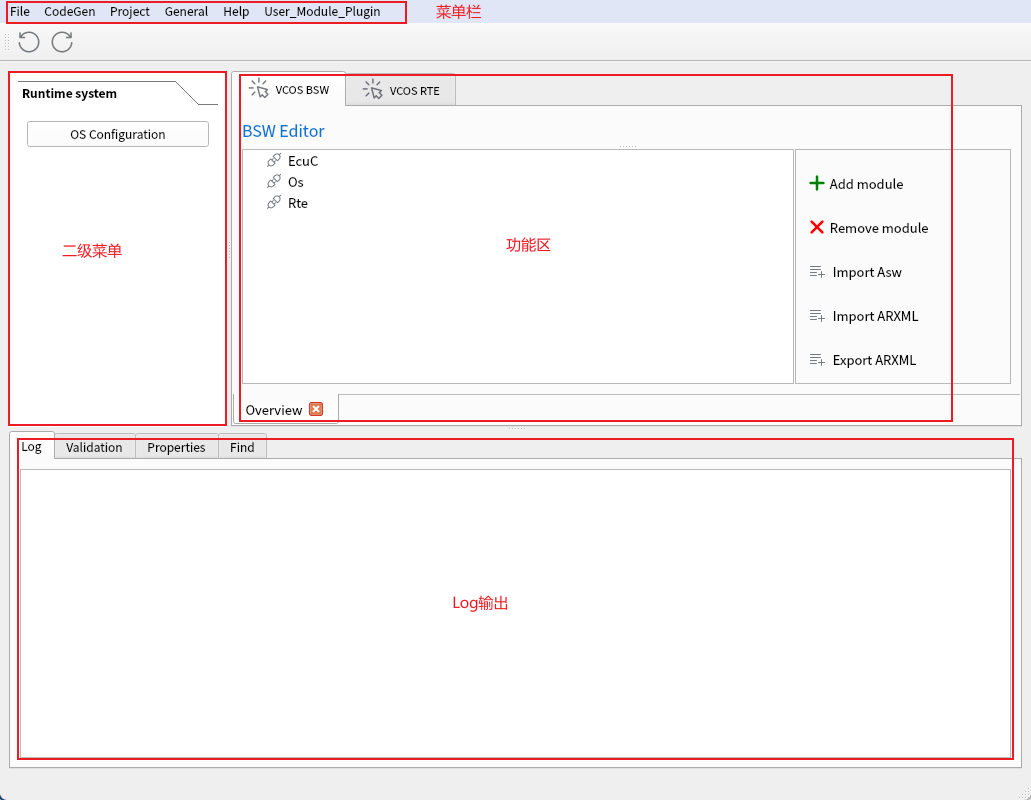 File CodeGen Project General Help User_Module_Plugin 菜单栏
Runtime system
OS Configuration
二级菜单
VCOS BSW VCOS RTE
BSW Editor
EcuC
Os
Rte
功能区
Add module
Remove module
Import Asw
Import ARXML
Export ARXML
Overview
Log Validation Properties Find
Log输出